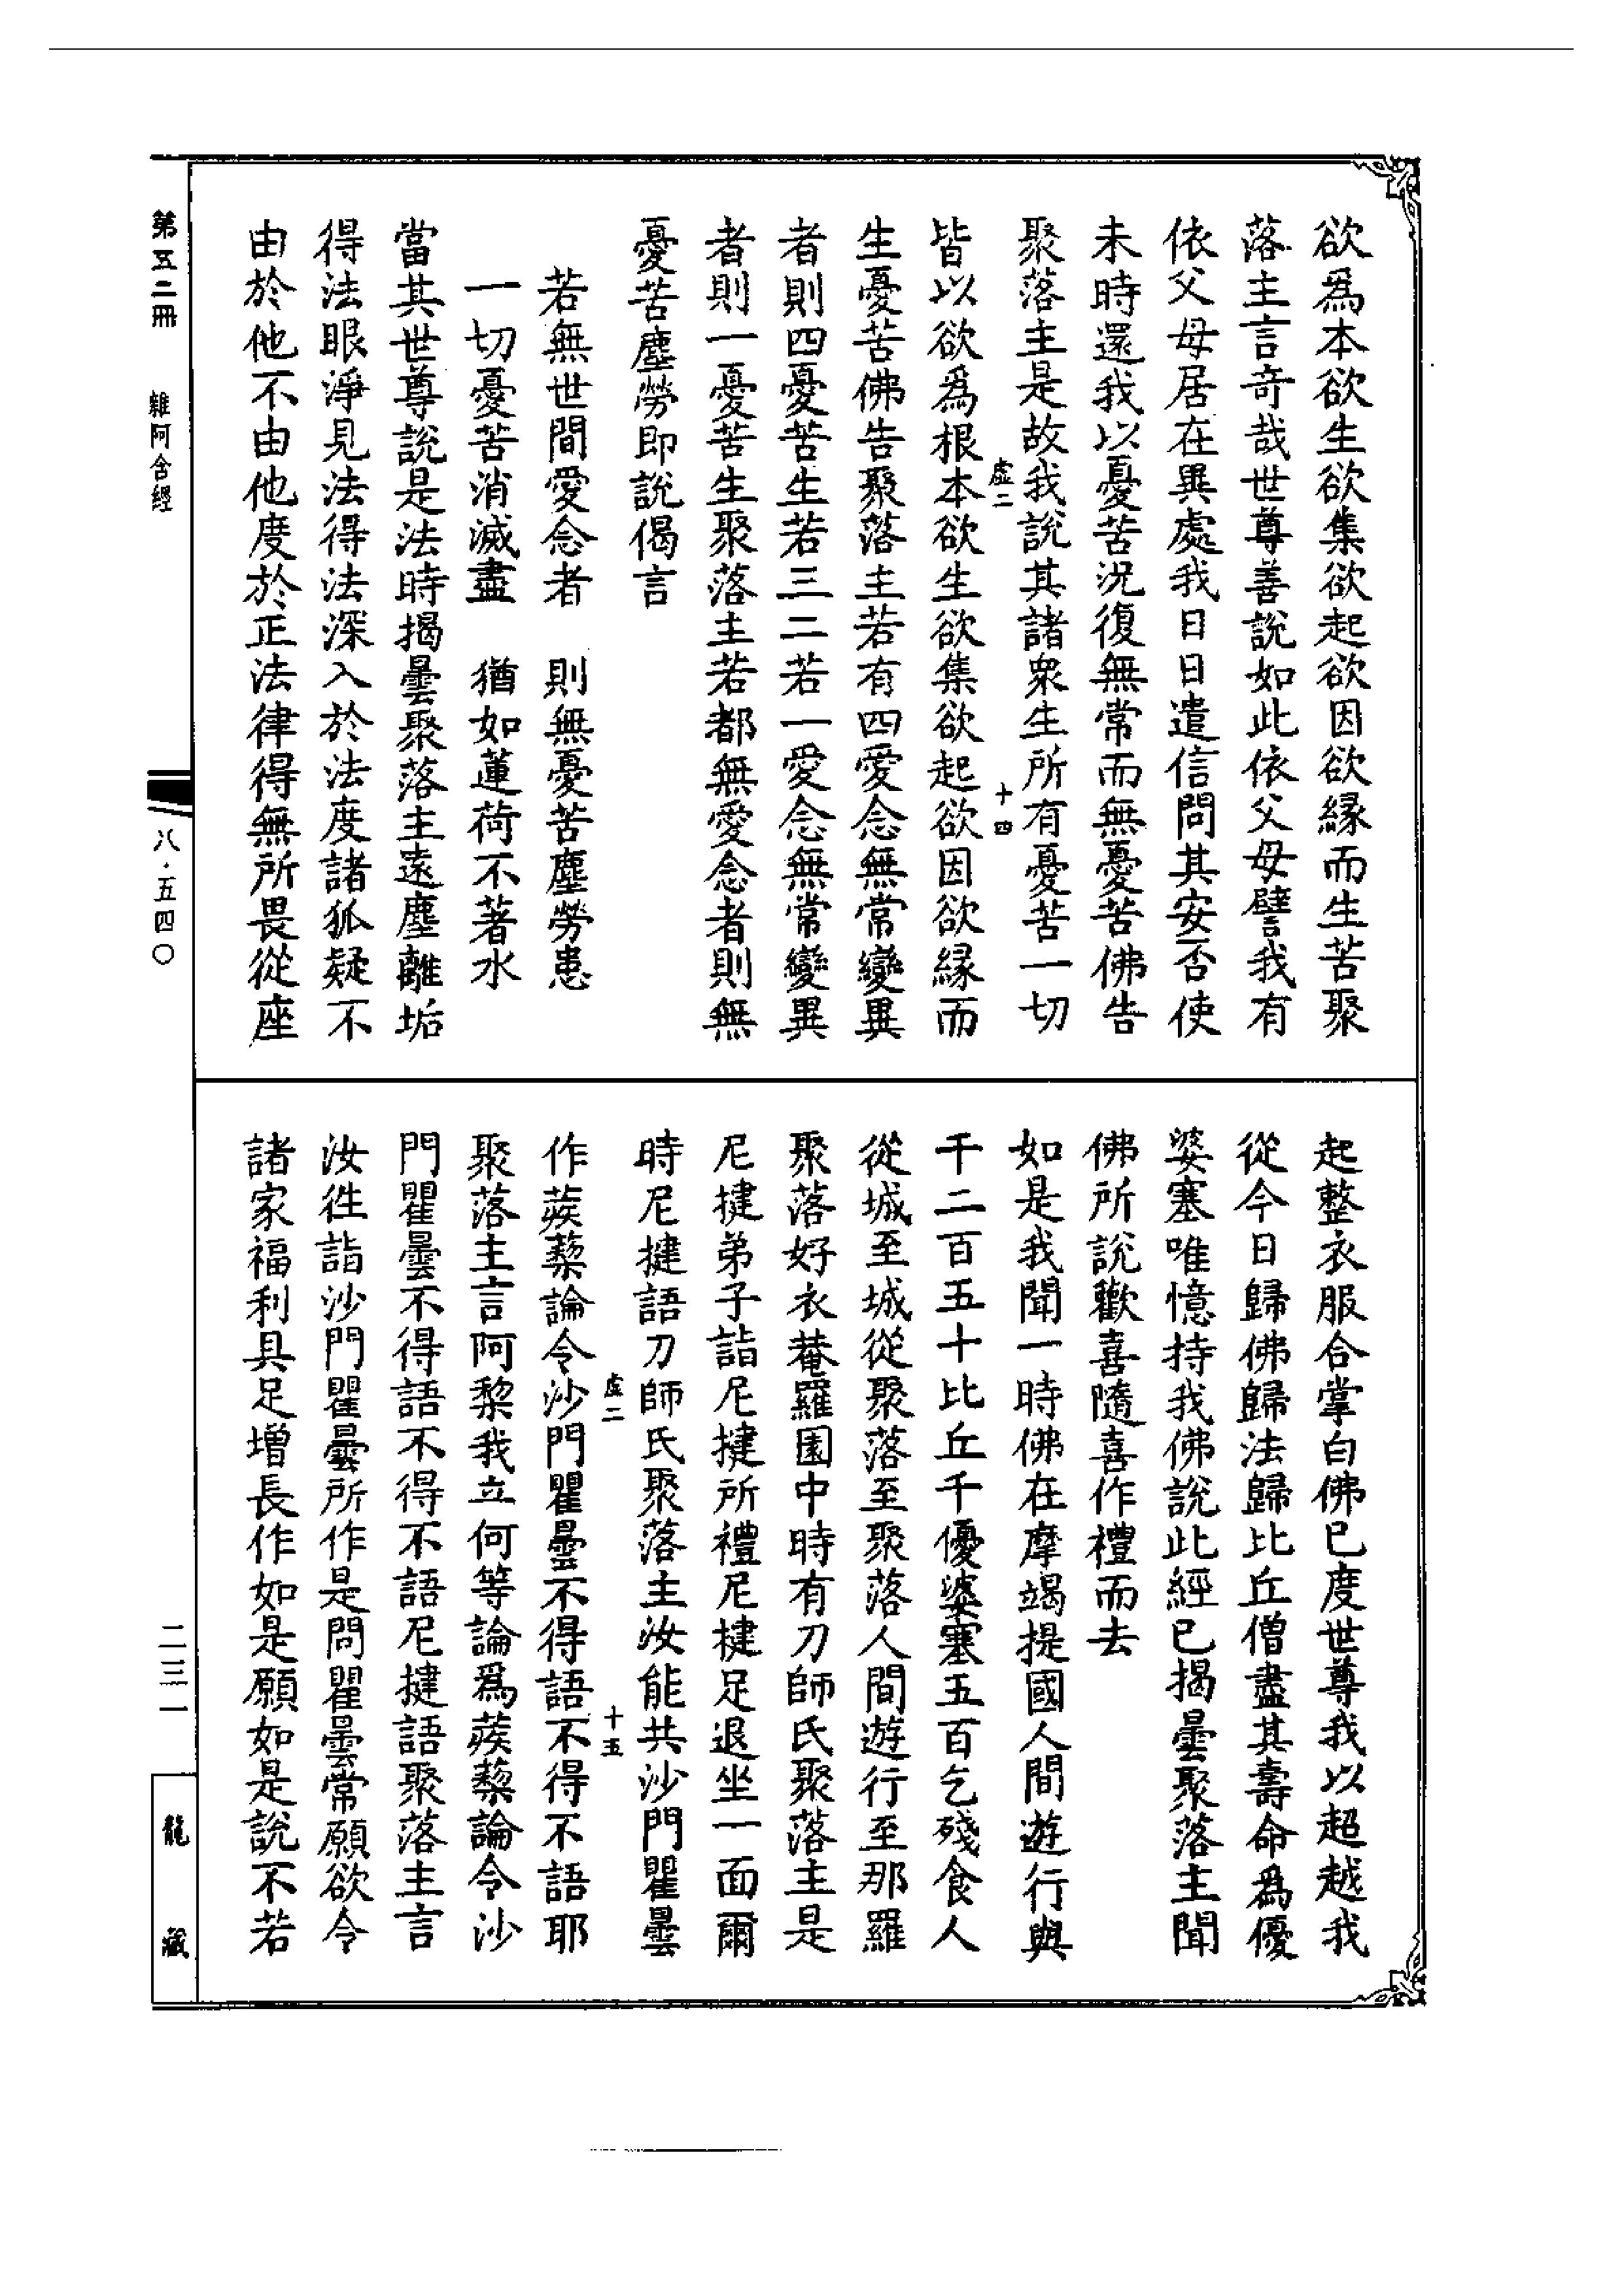 欲為本欲生欲集欲起欲因欲緣而生苦聚
落主言奇哉世尊善說如此依父母譬我有
依父母居在異處我日日遣信問其安否使
未時還我以憂苦況復無常而無憂苦佛告
聚落主是故我說其諸衆生所有憂苦一切
虛二
十四
皆以欲爲根本欲生欲集欲起欲因欲緣而
生憂苦佛告聚落主若有四愛念無常變異
者則四憂苦生若三二若一愛念無常變異
者則一憂苦生聚落主若都無愛念者則無
憂苦塵勞即說偈言
若無世間愛念者　則無憂苦塵勞患
一切憂苦消滅盡　猶如蓮荷不著水
當其世尊說是法時揭曇聚落主遠塵離垢
得法眼淨見法得法深入於法度諸狐疑不
由於他不由他度於正法律得無所畏從座
起整衣服合掌白佛已度世尊我以超越我
從今日歸佛歸法歸比丘僧盡其壽命為優
婆塞唯憶持我佛說此經已揭曇聚落主聞
佛所說歡喜隨喜作禮而去
如是我聞一時佛在摩竭提國人間遊行與
千二百五十比丘千優婆塞五百乞殘食人
從城至城從聚落至聚落人間遊行至那羅
聚落好衣菴羅園中時有刀師氏聚落主是
尼揵弟子詣尼揵所禮尼揵足退坐一面爾
時尼揵語刀師氏聚落主汝能共沙門瞿曇
虛二
十五
作蒺藜論令沙門瞿曇不得語不得不語耶
聚落主言阿棃我立何等論爲蒺藜論令沙
門瞿曇不得語不得不語尼揵語聚落主言
汝徃詣沙門瞿曇所作是問瞿曇常願欲令
諸家福利具足增長作如是願如是說不若
第五二冊
雜阿含經
八・五四〇
二三一
龍藏